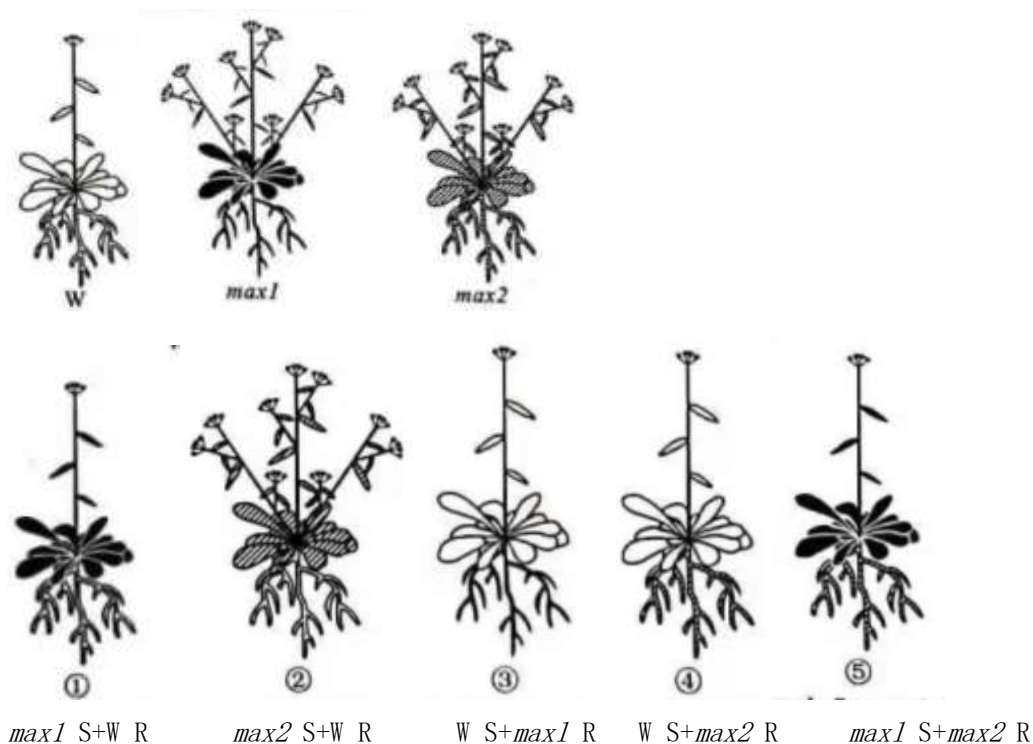 W
max1
max2
①
②
③
④
⑤
max1 S+W R
max2 S+W R
W S+max1 R
W S+max2 R
max1 S+max2 R